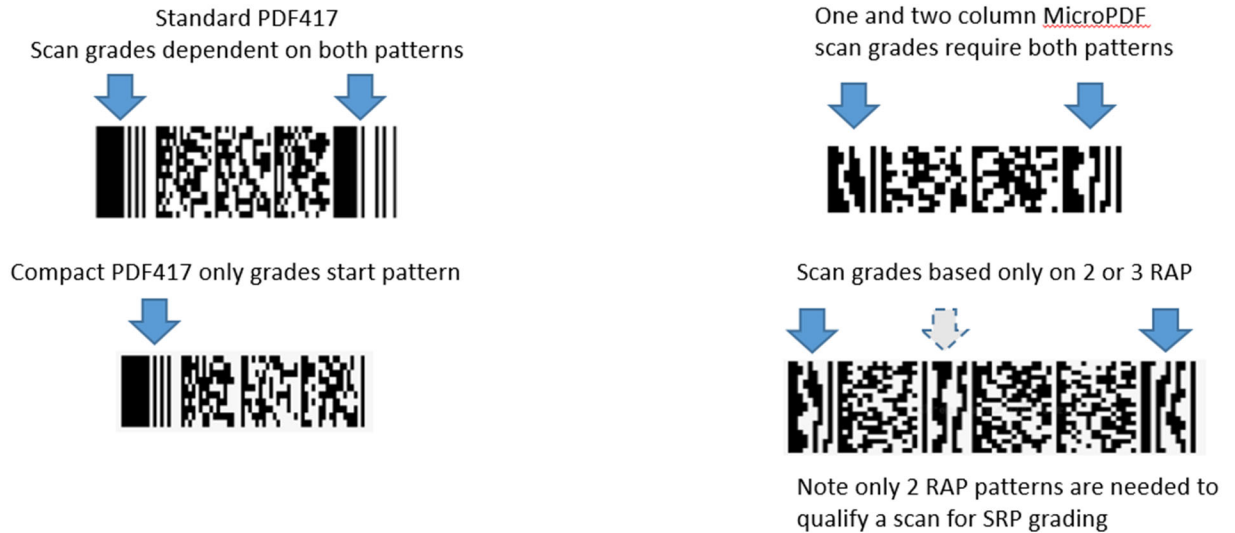 Standard PDF417
Scan grades dependent on both patterns
One and two column MicroPDF
scan grades require both patterns
Compact PDF417 only grades start pattern
Scan grades based only on 2 or 3 RAP
Note only 2 RAP patterns are needed to
qualify a scan for SRP grading